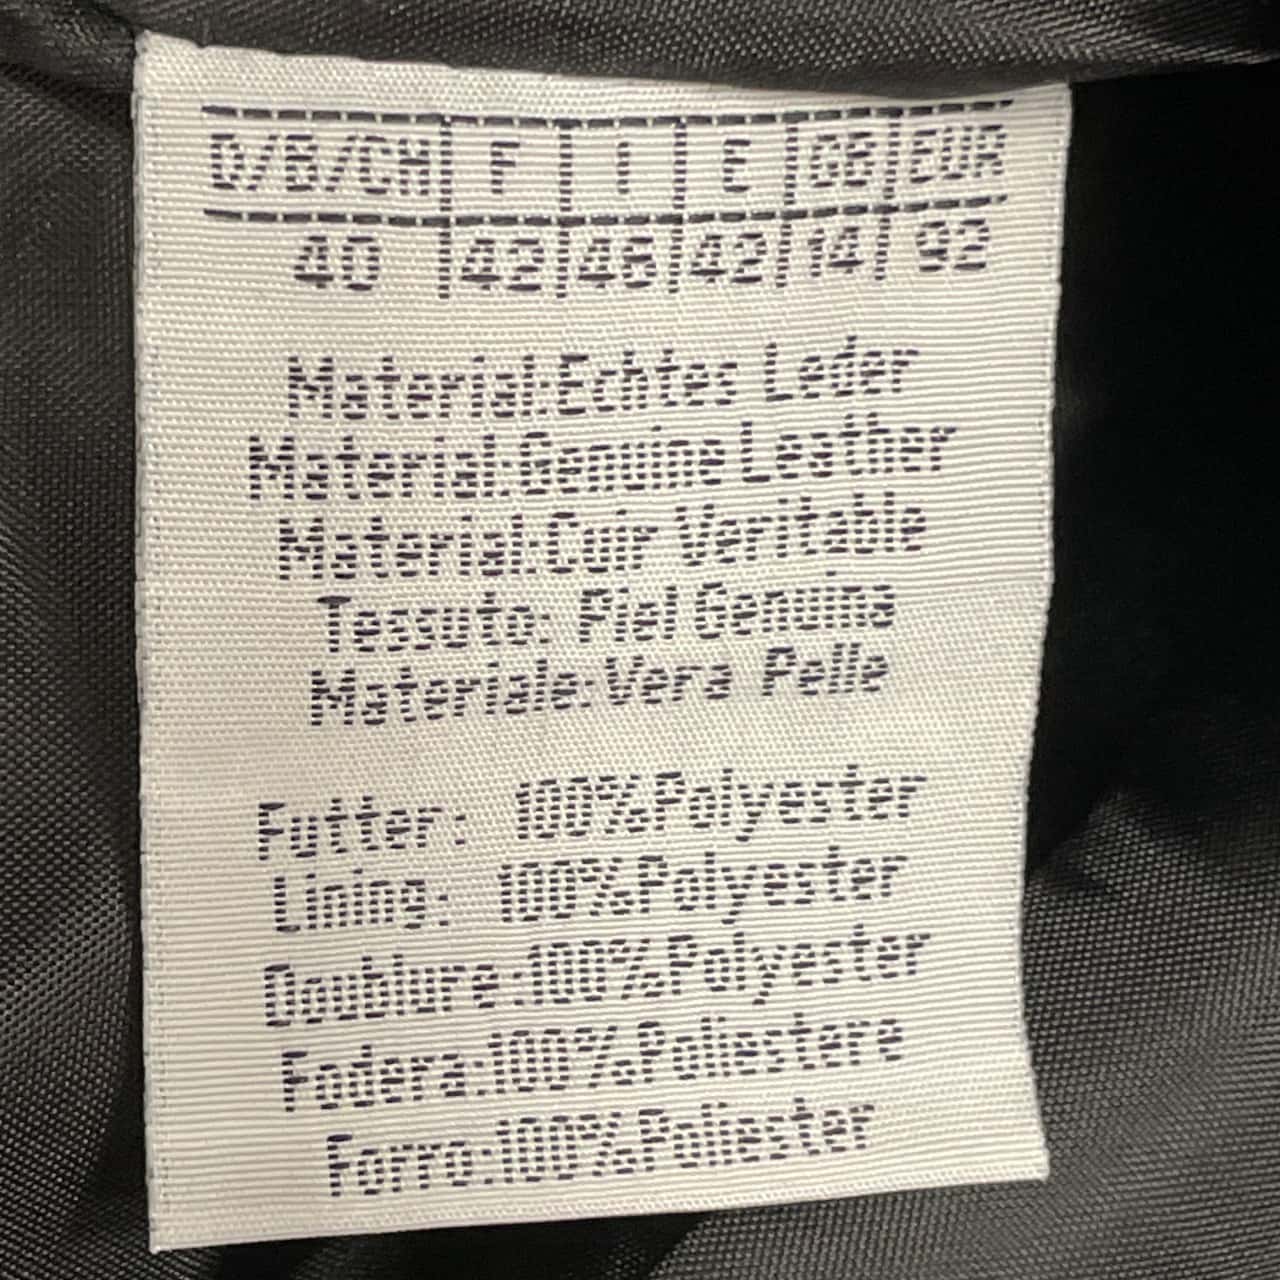 D/B/CH F I E GB EUR
40 42 46 42 14 92
Material:Echtes Leder
Material:Genuine Leather
Material:Cuir Veritable
Tessuto: Piel Genuina
Materiale:Vera Pelle
Futter: 100%Polyester
Lining: 100%Polyester
Doublure:100%Polyester
Fodera:100%Poliestere
Forro:100%Poliester